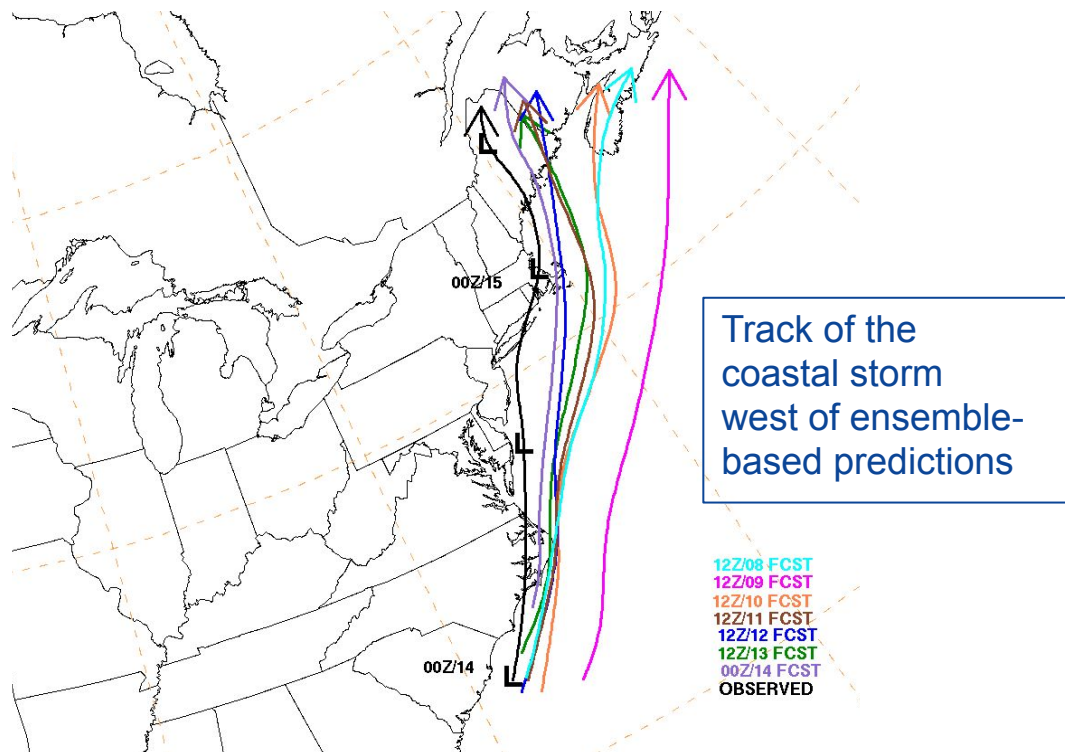 00Z/15
L
L
L
L
00Z/14
Track of the
coastal storm
west of ensemble-
based predictions
12Z/08 FCST
12Z/09 FCST
12Z/10 FCST
12Z/11 FCST
12Z/12 FCST
12Z/13 FCST
00Z/14 FCST
OBSERVED